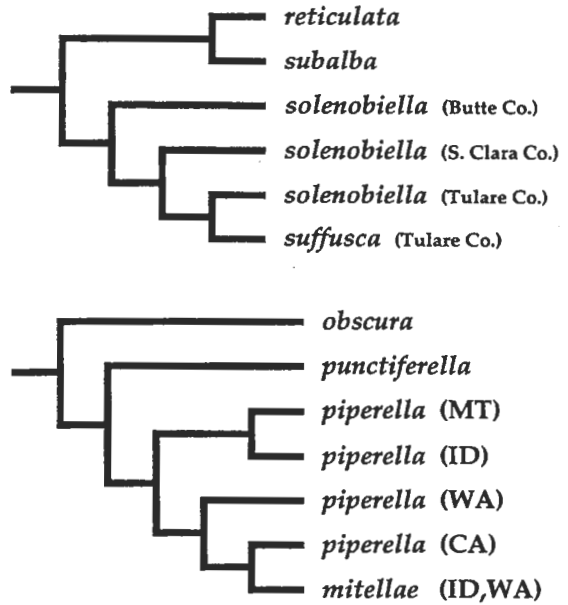 reticulata
subalba
solenobiella (Butte Co.)
solenobiella (S. Clara Co.)
solenobiella (Tulare Co.)
suffusca (Tulare Co.)
obscura
punctiferella
piperella (MT)
piperella (ID)
piperella (WA)
piperella (CA)
mitellae (ID,WA)